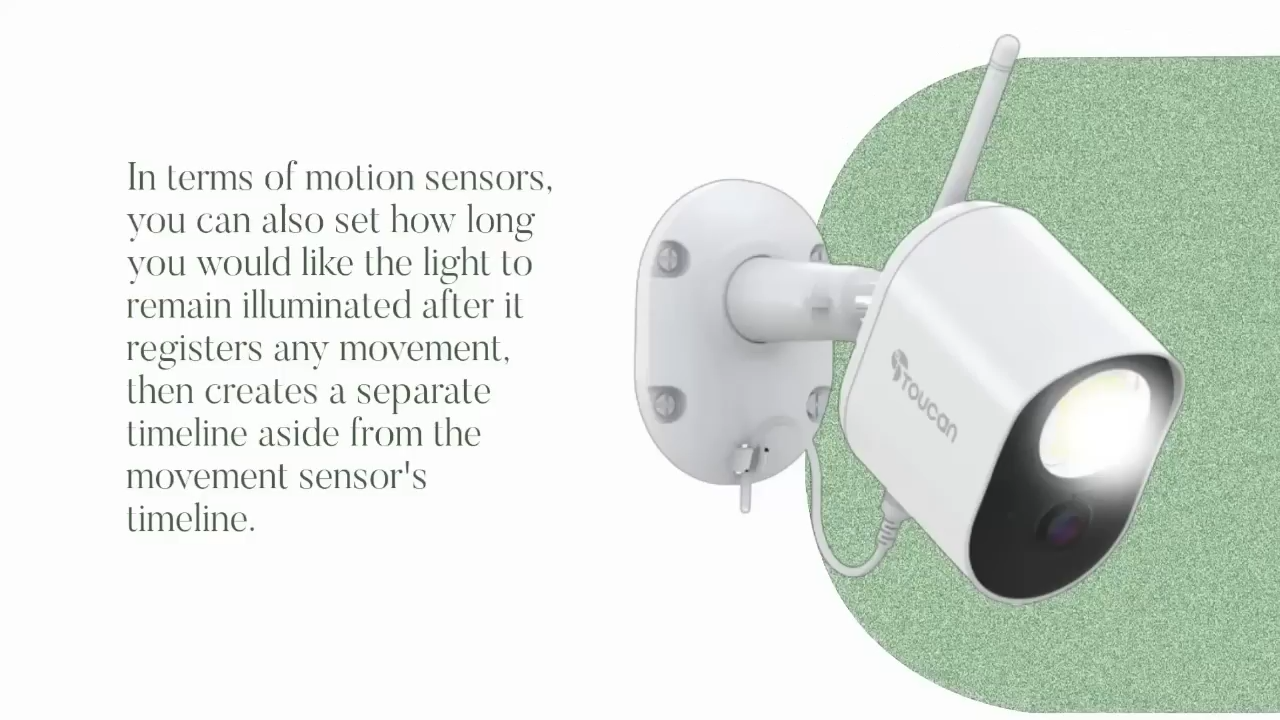 In terms of motion sensors,
you can also set how long
you would like the light to
remain illuminated after it
registers any movement,
then creates a separate
timeline aside from the
movement sensor's
timeline.
Toucan